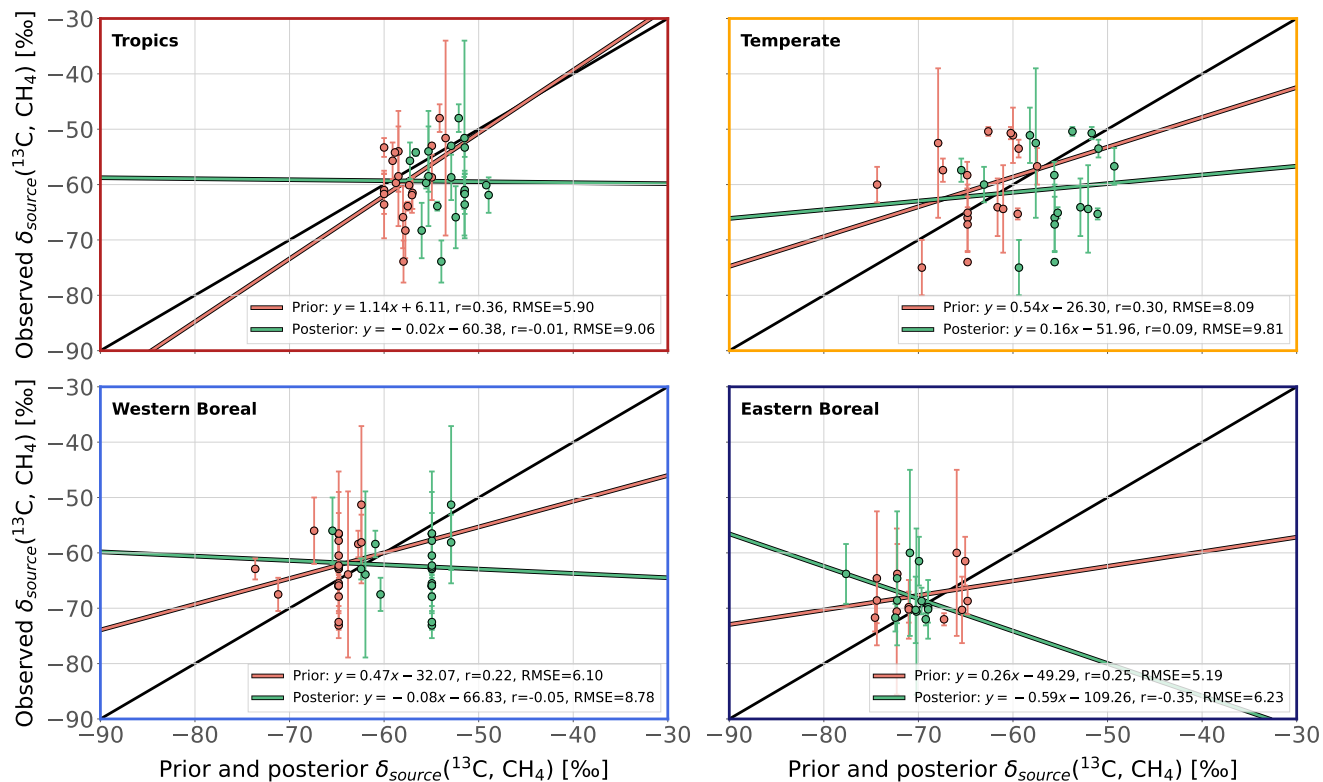 Observed δsource(¹³C, CH₄) [‰]
−30
−40
−50
−60
−70
−80
−90
Tropics
Prior: y = 1.14x + 6.11, r=0.36, RMSE=5.90
Posterior: y = − 0.02x − 60.38, r=-0.01, RMSE=9.06
Temperate
Prior: y = 0.54x − 26.30, r=0.30, RMSE=8.09
Posterior: y = 0.16x − 51.96, r=0.09, RMSE=9.81
Observed δsource(¹³C, CH₄) [‰]
−30
−40
−50
−60
−70
−80
−90
Western Boreal
Prior: y = 0.47x − 32.07, r=0.22, RMSE=6.10
Posterior: y = − 0.08x − 66.83, r=-0.05, RMSE=8.78
Eastern Boreal
Prior: y = 0.26x − 49.29, r=0.25, RMSE=5.19
Posterior: y = − 0.59x − 109.26, r=-0.35, RMSE=6.23
−90 −80 −70 −60 −50 −40 −30
−90 −80 −70 −60 −50 −40 −30
Prior and posterior δsource(¹³C, CH₄) [‰]
Prior and posterior δsource(¹³C, CH₄) [‰]